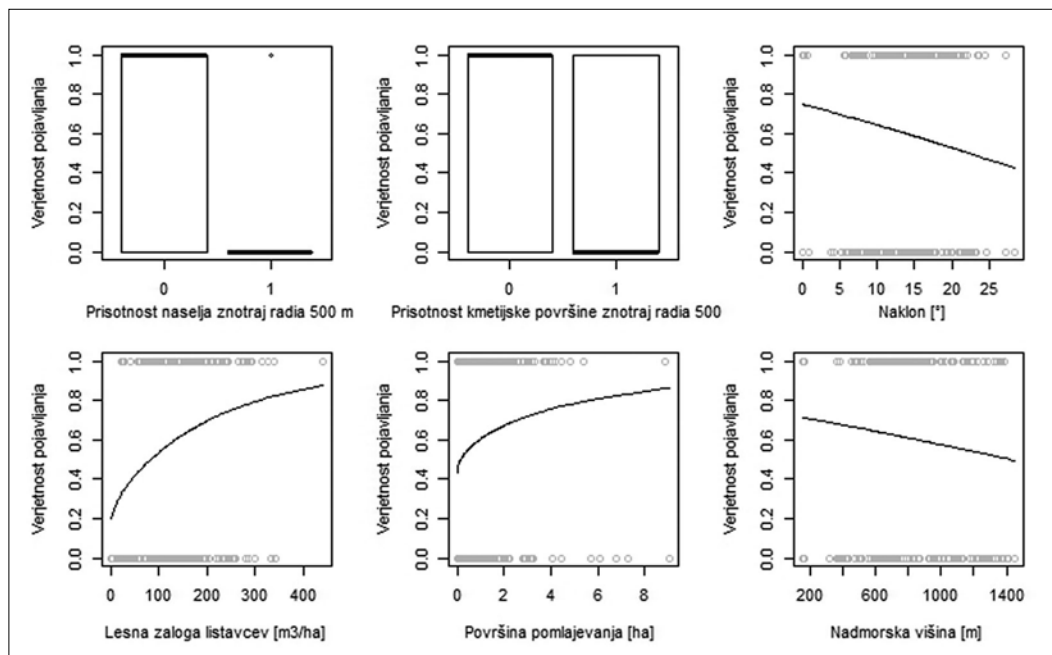 Verjetnost pojavljanja
0.0 0.2 0.4 0.6 0.8 1.0
0 1
Prisotnost naselja znotraj radia 500 m
Verjetnost pojavljanja
0.0 0.2 0.4 0.6 0.8 1.0
0 1
Prisotnost kmetijske površine znotraj radia 500
Verjetnost pojavljanja
0.0 0.2 0.4 0.6 0.8 1.0
0 5 10 15 20 25
Naklon [°]
Verjetnost pojavljanja
0.0 0.2 0.4 0.6 0.8 1.0
0 100 200 300 400
Lesna zaloga listavcev [m3/ha]
Verjetnost pojavljanja
0.0 0.2 0.4 0.6 0.8 1.0
0 2 4 6 8
Površina pomlajevanja [ha]
Verjetnost pojavljanja
0.0 0.2 0.4 0.6 0.8 1.0
200 600 1000 1400
Nadmorska višina [m]